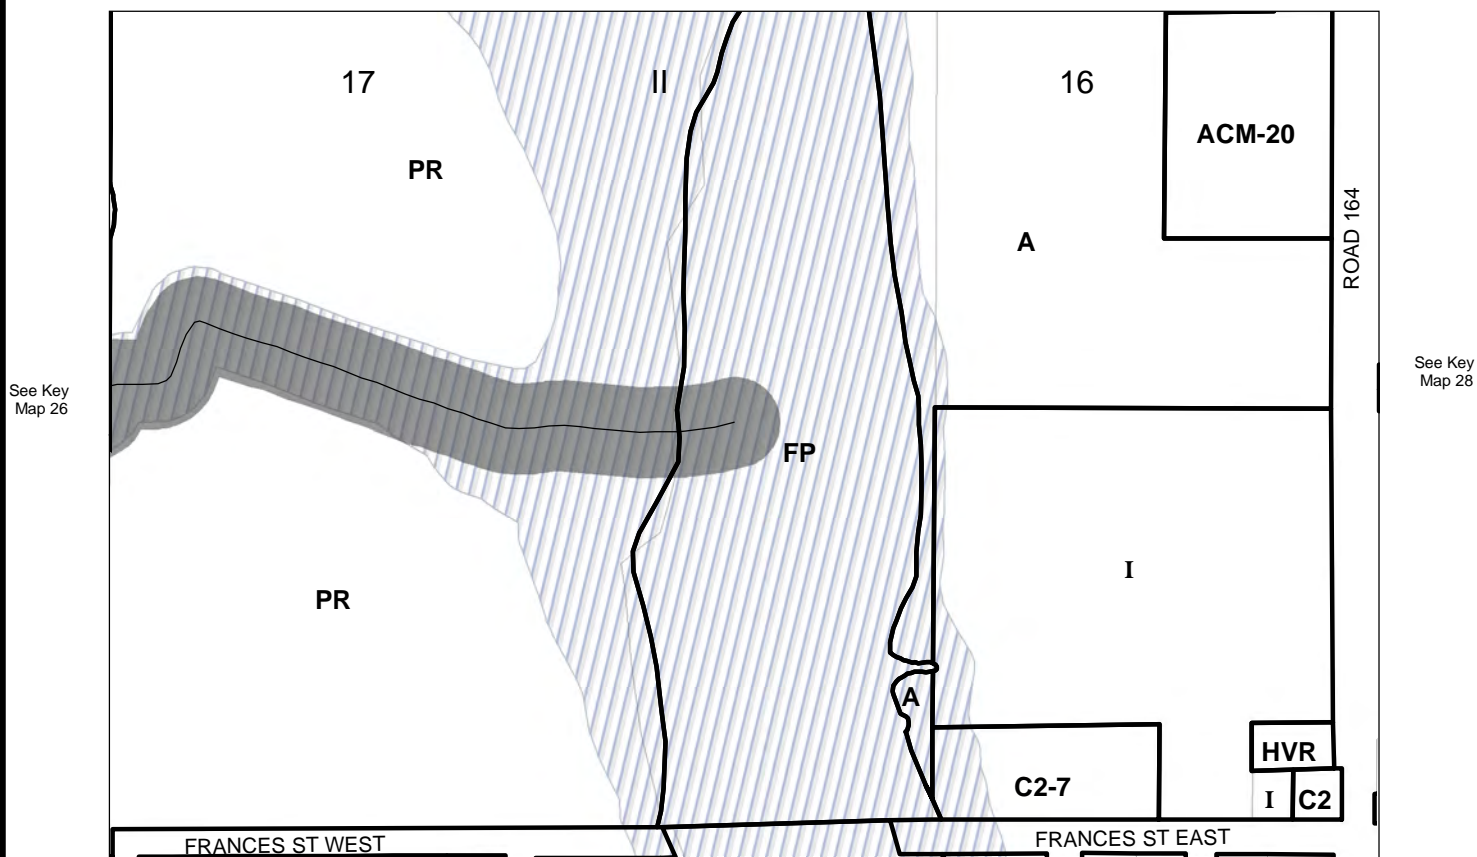 17
II
16
ACM-20
PR
ROAD 164
A
See Key
Map 26
See Key
Map 28
FP
I
PR
A
HVR
C2-7
I
C2
FRANCES ST WEST
FRANCES ST EAST